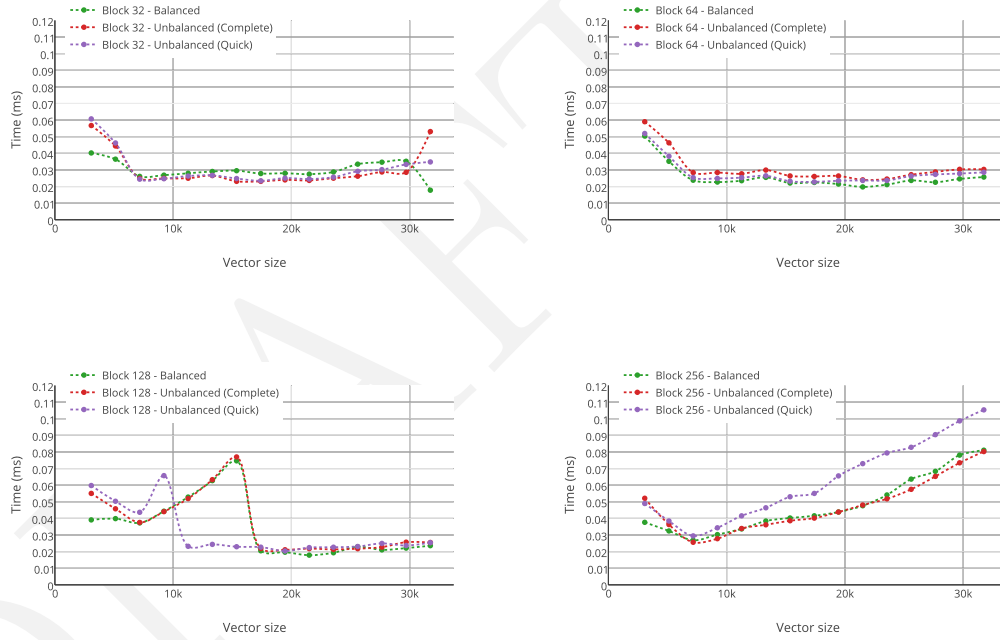 Block 32 - Balanced
Block 32 - Unbalanced (Complete)
Block 32 - Unbalanced (Quick)
0.12
0.11
0.1
0.09
0.08
0.07
0.06
0.05
0.04
0.03
0.02
0.01
0
0 10k 20k 30k
Time (ms)
Vector size
Block 64 - Balanced
Block 64 - Unbalanced (Complete)
Block 64 - Unbalanced (Quick)
0.12
0.11
0.1
0.09
0.08
0.07
0.06
0.05
0.04
0.03
0.02
0.01
0
0 10k 20k 30k
Time (ms)
Vector size
Block 128 - Balanced
Block 128 - Unbalanced (Complete)
Block 128 - Unbalanced (Quick)
0.12
0.11
0.1
0.09
0.08
0.07
0.06
0.05
0.04
0.03
0.02
0.01
0
0 10k 20k 30k
Time (ms)
Vector size
Block 256 - Balanced
Block 256 - Unbalanced (Complete)
Block 256 - Unbalanced (Quick)
0.12
0.11
0.1
0.09
0.08
0.07
0.06
0.05
0.04
0.03
0.02
0.01
0
0 10k 20k 30k
Time (ms)
Vector size